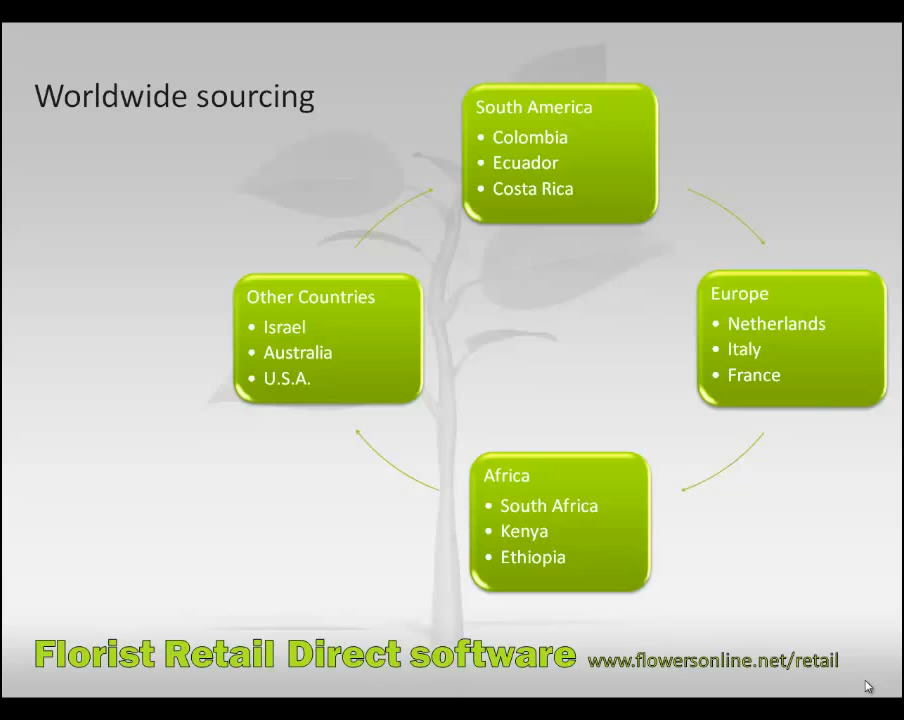 Worldwide sourcing
South America
• Colombia
• Ecuador
• Costa Rica
Europe
• Netherlands
• Italy
• France
Africa
• South Africa
• Kenya
• Ethiopia
Other Countries
• Israel
• Australia
• U.S.A.
Florist Retail Direct software www.flowersonline.net/retail